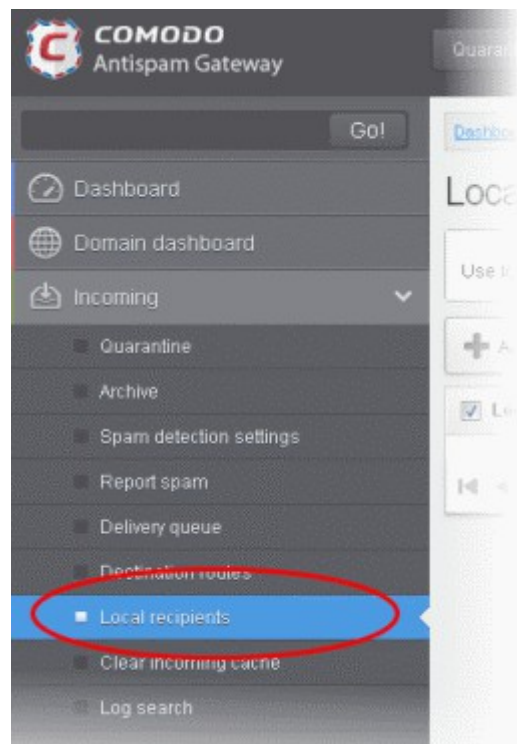 COMODO
Antispam Gateway
Go!
Dashboard
Domain dashboard
Incoming
Quarantine
Archive
Spam detection settings
Report spam
Delivery queue
Destination routes
Local recipients
Clear incoming cache
Log search
Use